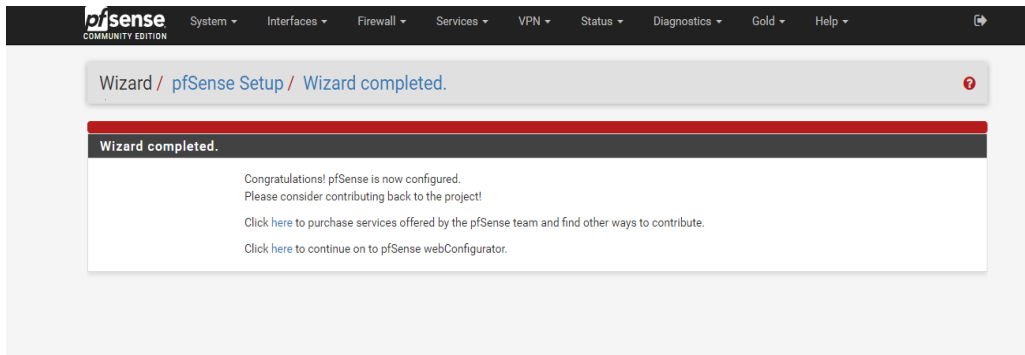 pfsense System Interfaces Firewall Services VPN Status Diagnostics Gold Help
COMMUNITY EDITION
Wizard / pfSense Setup / Wizard completed.
Wizard completed.
Congratulations! pfSense is now configured.
Please consider contributing back to the project!
Click here to purchase services offered by the pfSense team and find other ways to contribute.
Click here to continue on to pfSense webConfigurator.